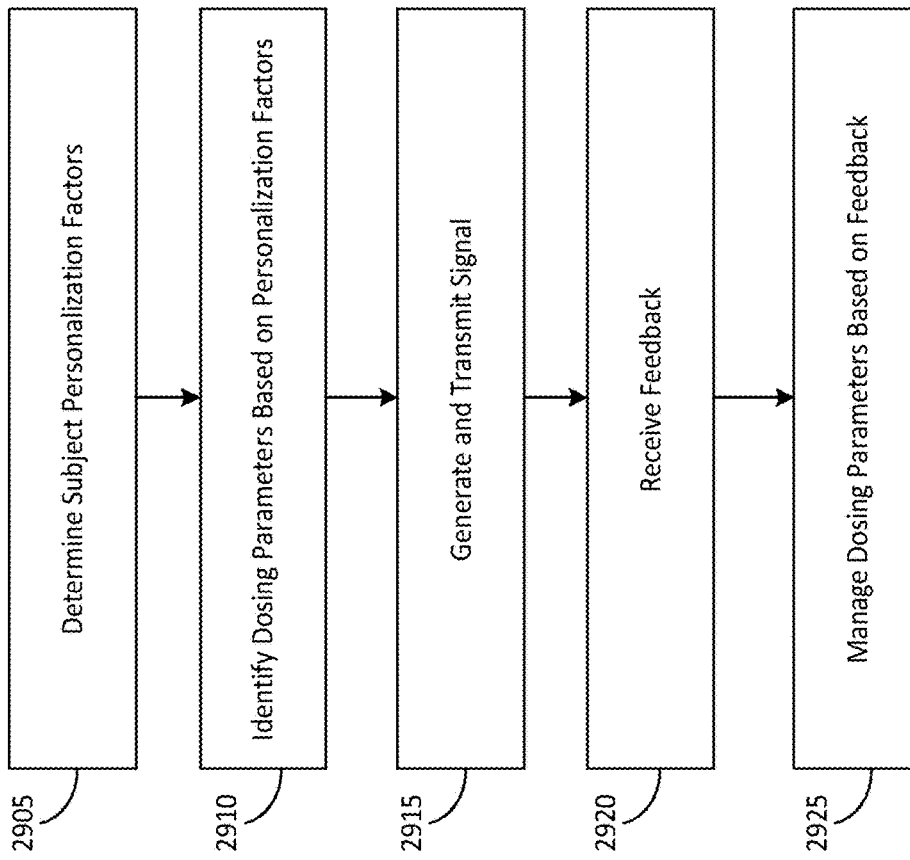 2905
Determine Subject Personalization Factors
2910
Identify Dosing Parameters Based on Personalization Factors
2915
Generate and Transmit Signal
2920
Receive Feedback
2925
Manage Dosing Parameters Based on Feedback